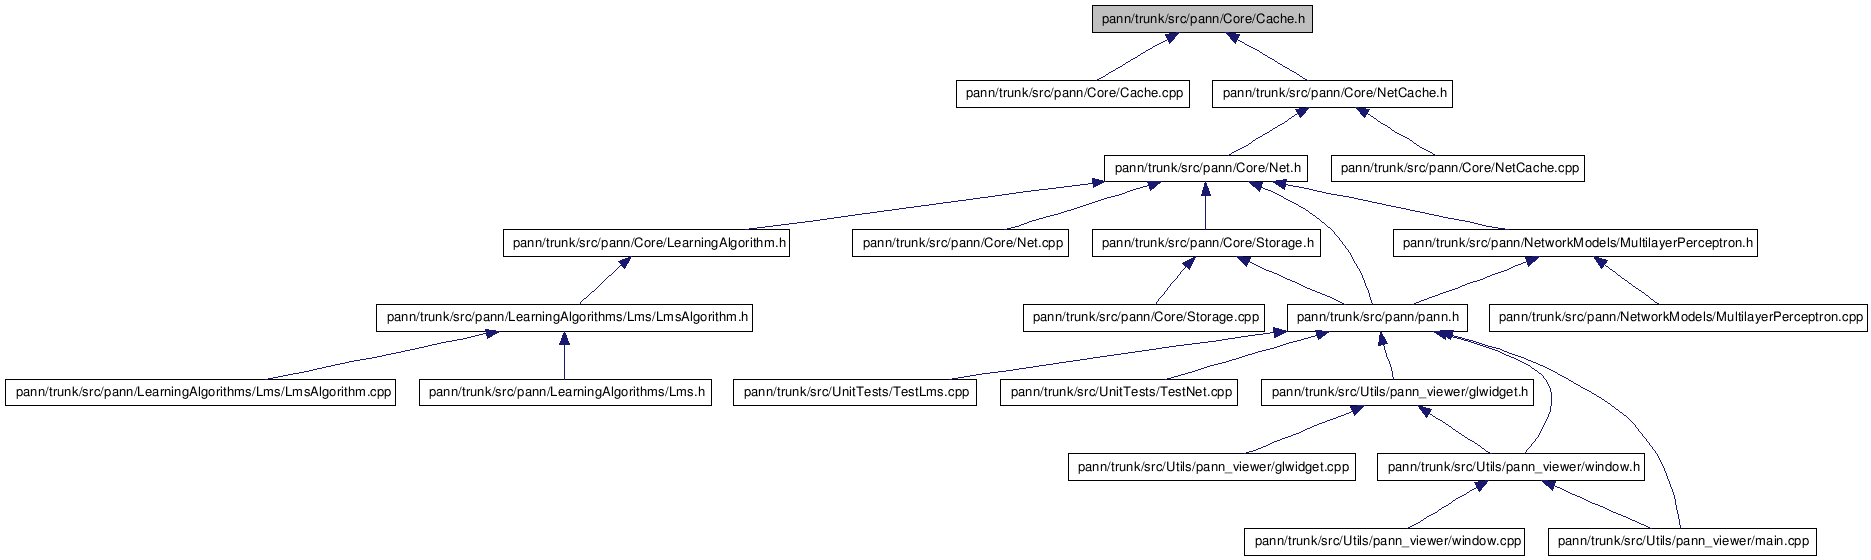 pann/trunk/src/pann/Core/Cache.h
pann/trunk/src/pann/Core/Cache.cpp
pann/trunk/src/pann/Core/NetCache.h
pann/trunk/src/pann/Core/Net.h
pann/trunk/src/pann/Core/NetCache.cpp
pann/trunk/src/pann/Core/LearningAlgorithm.h
pann/trunk/src/pann/Core/Net.cpp
pann/trunk/src/pann/Core/Storage.h
pann/trunk/src/pann/NetworkModels/MultilayerPerceptron.h
pann/trunk/src/pann/LearningAlgorithms/Lms/LmsAlgorithm.h
pann/trunk/src/pann/Core/Storage.cpp
pann/trunk/src/pann/pann.h
pann/trunk/src/pann/NetworkModels/MultilayerPerceptron.cpp
pann/trunk/src/pann/LearningAlgorithms/Lms/LmsAlgorithm.cpp
pann/trunk/src/pann/LearningAlgorithms/Lms.h
pann/trunk/src/UnitTests/TestLms.cpp
pann/trunk/src/UnitTests/TestNet.cpp
pann/trunk/src/Utils/pann_viewer/glwidget.h
pann/trunk/src/Utils/pann_viewer/glwidget.cpp
pann/trunk/src/Utils/pann_viewer/window.h
pann/trunk/src/Utils/pann_viewer/window.cpp
pann/trunk/src/Utils/pann_viewer/main.cpp